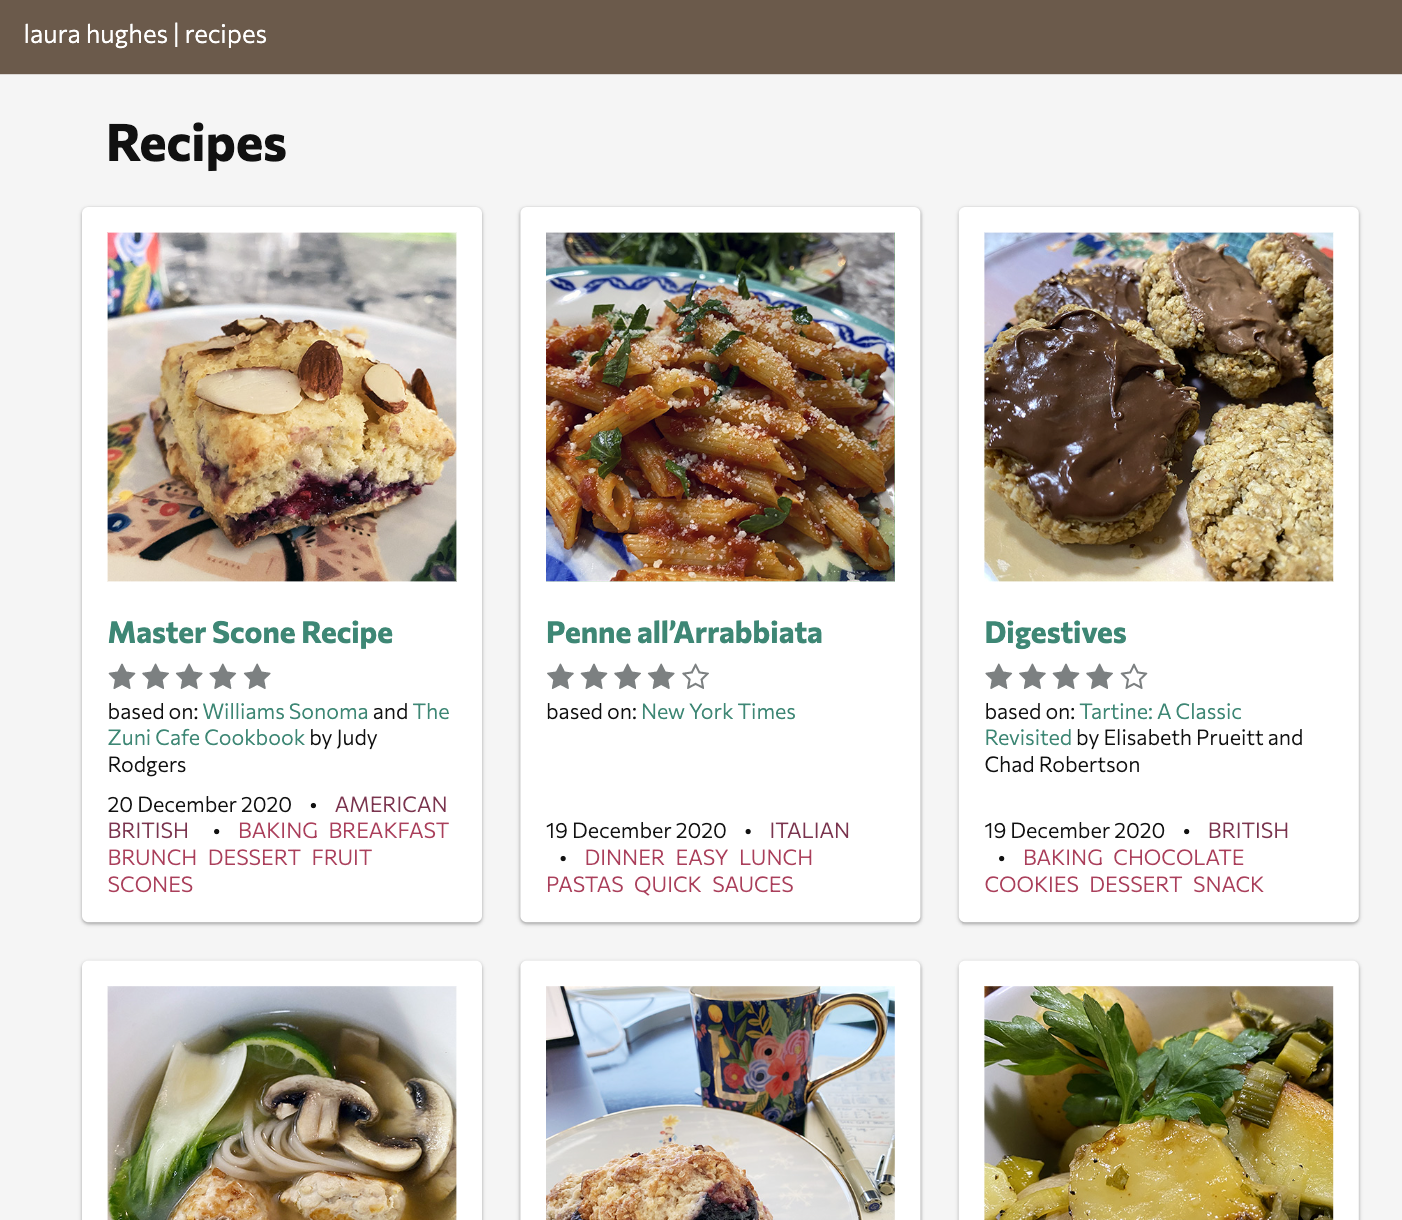 laura hughes | recipes
Recipes
Master Scone Recipe
based on: Williams Sonoma and The
Zuni Cafe Cookbook by Judy
Rodgers
20 December 2020 • AMERICAN
BRITISH • BAKING BREAKFAST
BRUNCH DESSERT FRUIT
SCONES
Penne all’Arrabbiata
based on: New York Times
19 December 2020 • ITALIAN
• DINNER EASY LUNCH
PASTAS QUICK SAUCES
Digestives
based on: Tartine: A Classic
Revisited by Elisabeth Prueitt and
Chad Robertson
19 December 2020 • BRITISH
• BAKING CHOCOLATE
COOKIES DESSERT SNACK
L